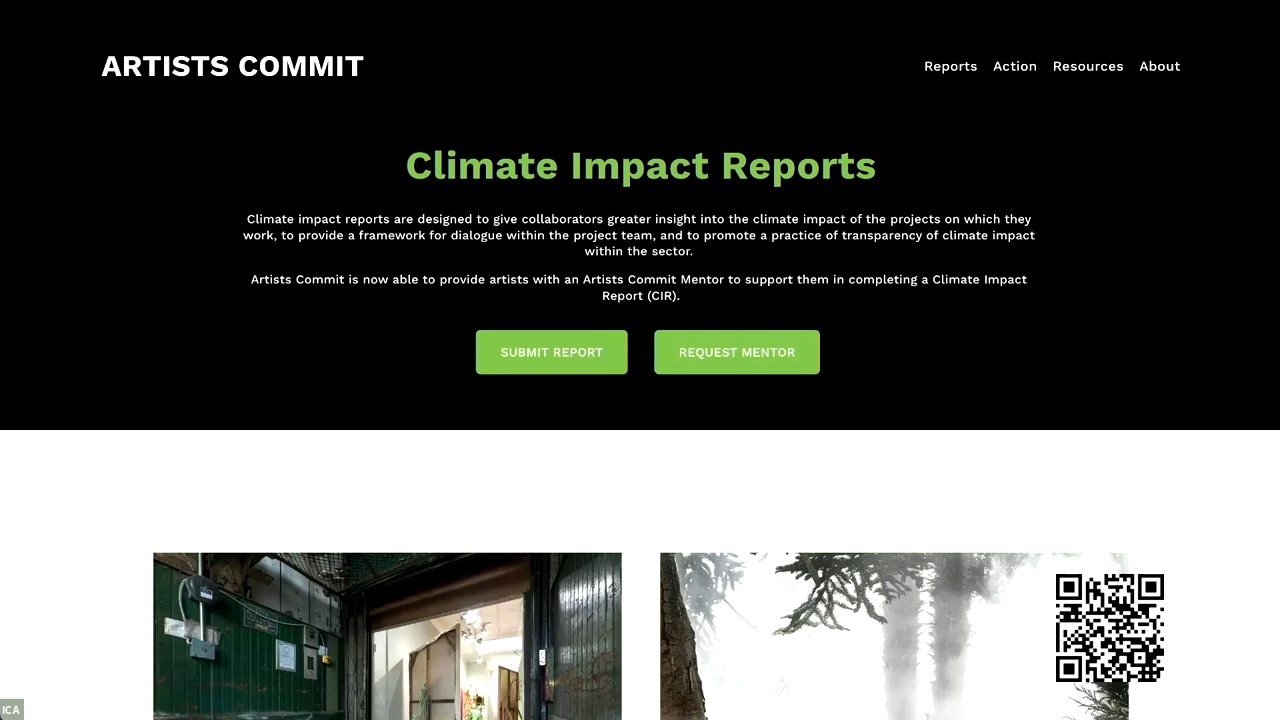 ARTISTS COMMIT
Reports Action Resources About
Climate Impact Reports
Climate impact reports are designed to give collaborators greater insight into the climate impact of the projects on which they
work, to provide a framework for dialogue within the project team, and to promote a practice of transparency of climate impact
within the sector.
Artists Commit is now able to provide artists with an Artists Commit Mentor to support them in completing a Climate Impact
Report (CIR).
SUBMIT REPORT REQUEST MENTOR
ICA